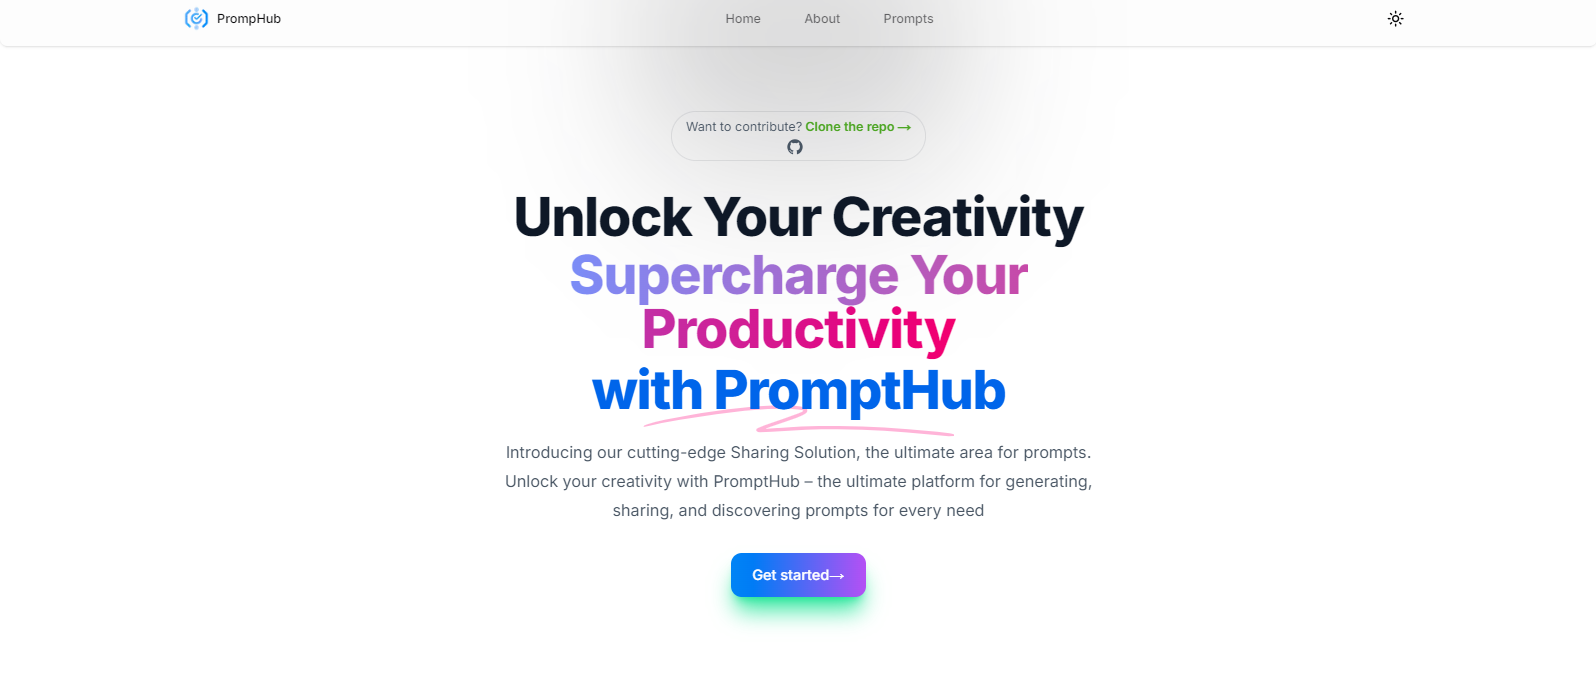 PrompHub
Home About Prompts
Want to contribute? Clone the repo →
Unlock Your Creativity
Supercharge Your
Productivity
with PromptHub
Introducing our cutting-edge Sharing Solution, the ultimate area for prompts.
Unlock your creativity with PromptHub – the ultimate platform for generating,
sharing, and discovering prompts for every need
Get started→